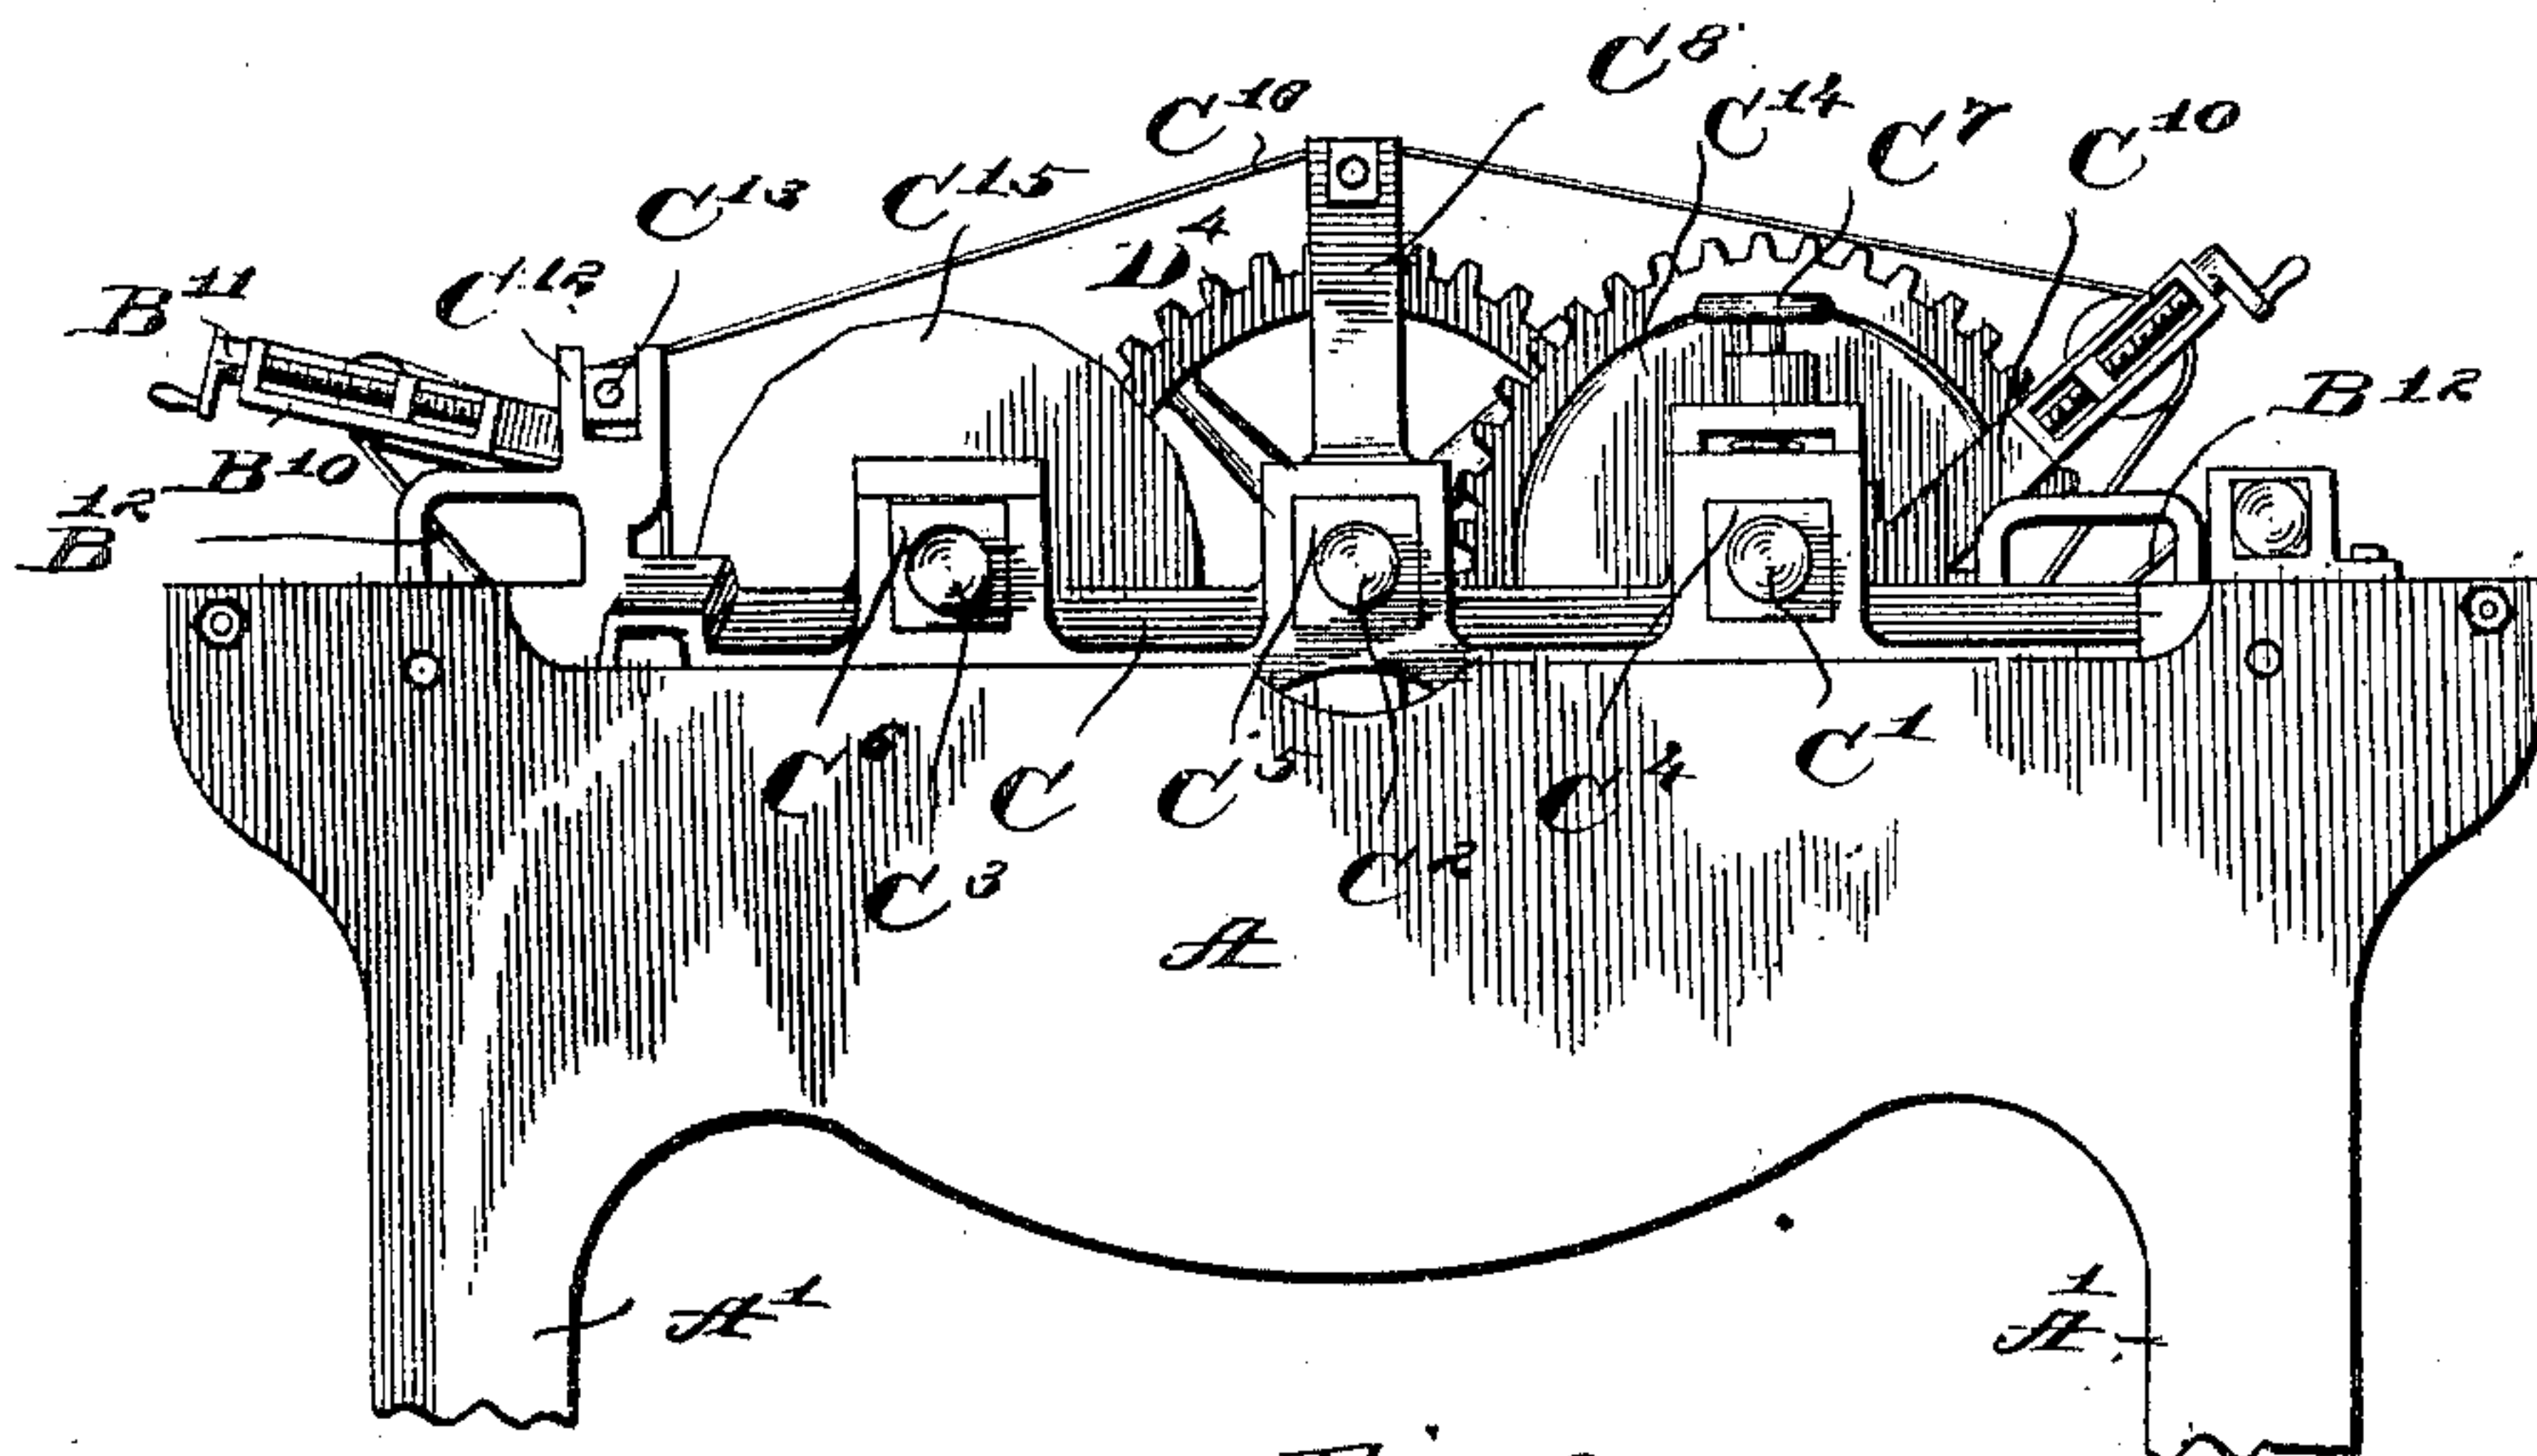 C⁸
C¹⁶ C¹⁴ C⁷ C¹⁰
C¹³ C¹⁵
D⁴
B¹¹ C¹²
B¹²
B¹⁰
B¹²
C⁶ C C⁵ C⁴ C¹
C³ C²
A
A¹ A¹